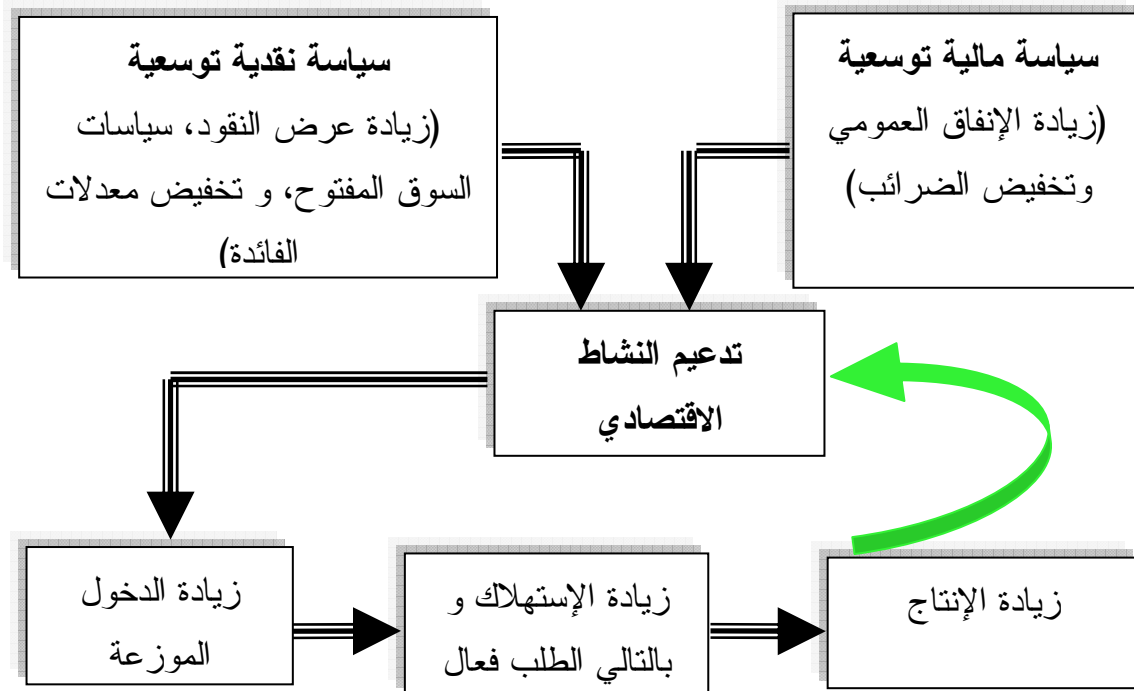 سياسة مالية توسعية
(زيادة الإنفاق العمومي
وتخفيض الضرائب)
سياسة نقدية توسعية
(زيادة عرض النقود، سياسات
السوق المفتوح، و تخفيض معدلات
الفائدة)
تدعيم النشاط
الاقتصادي
زيادة الدخول
الموزعة
زيادة الإستهلاك و
بالتالي الطلب فعال
زيادة الإنتاج